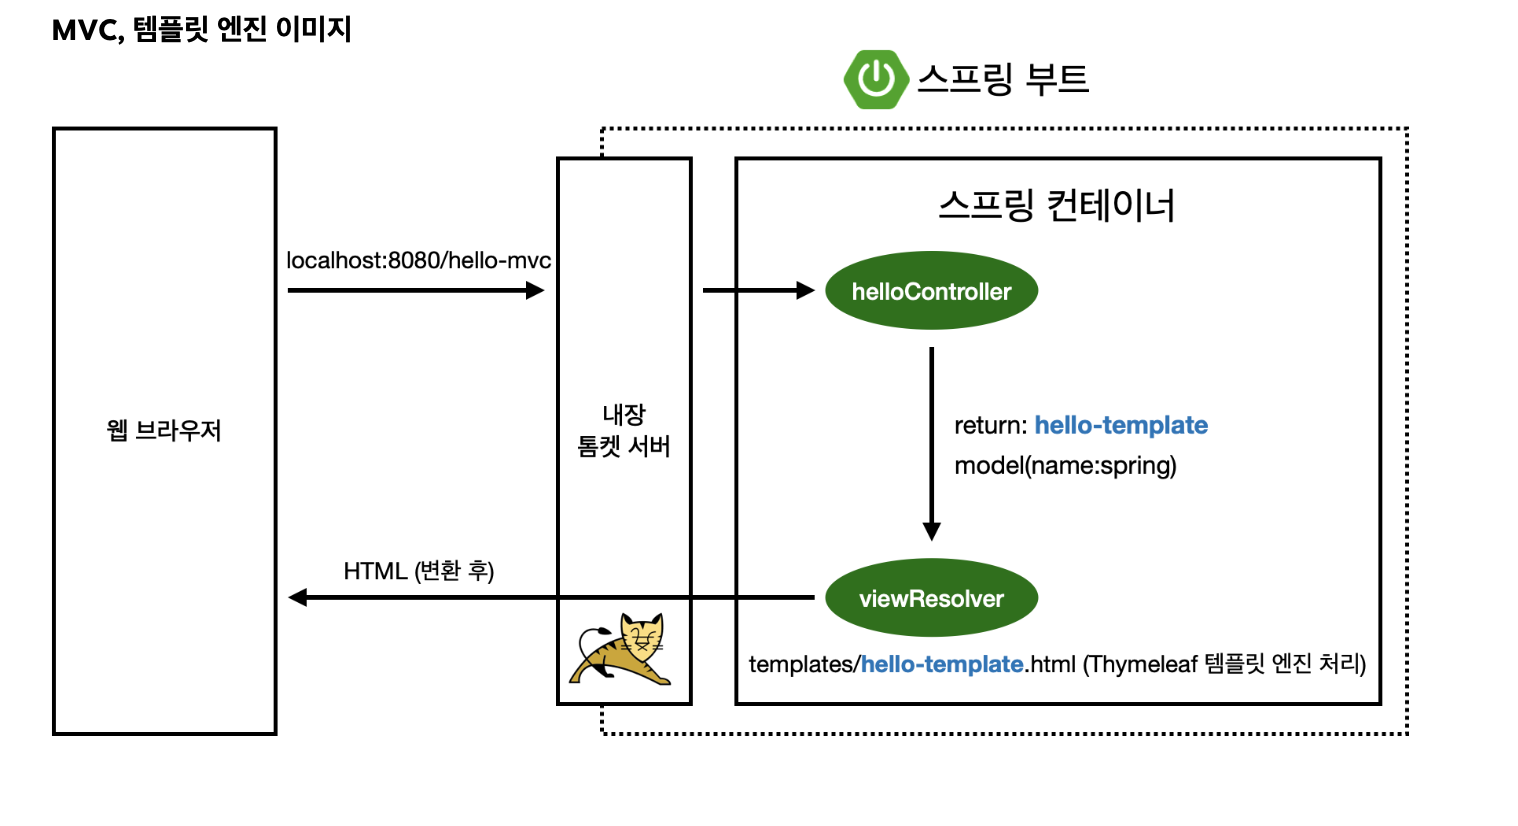 MVC, 템플릿 엔진 이미지
스프링 부트
스프링 컨테이너
localhost:8080/hello-mvc
helloController
웹 브라우저
내장
톰켓 서버
return: hello-template
model(name:spring)
HTML (변환 후)
viewResolver
templates/hello-template.html (Thymeleaf 템플릿 엔진 처리)